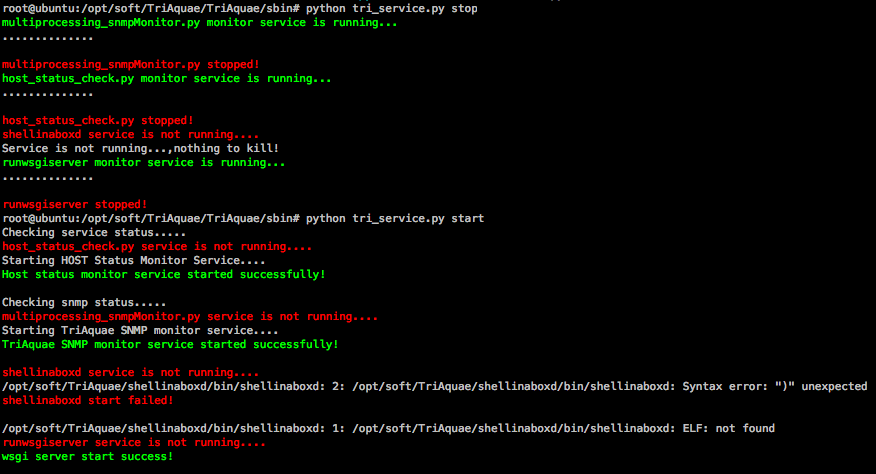 root@ubuntu:/opt/soft/TriAquae/TriAquae/sbin# python tri_service.py stop
multiprocessing_snmpMonitor.py monitor service is running...
..............
multiprocessing_snmpMonitor.py stopped!
host_status_check.py monitor service is running...
..............
host_status_check.py stopped!
shellinaboxd service is not running....
Service is not running...,nothing to kill!
runwsgiserver monitor service is running...
..............
runwsgiserver stopped!
root@ubuntu:/opt/soft/TriAquae/TriAquae/sbin# python tri_service.py start
Checking service status.....
host_status_check.py service is not running....
Starting HOST Status Monitor Service....
Host status monitor service started successfully!
Checking snmp status.....
multiprocessing_snmpMonitor.py service is not running....
Starting TriAquae SNMP monitor service....
TriAquae SNMP monitor service started successfully!
shellinaboxd service is not running....
/opt/soft/TriAquae/shellinaboxd/bin/shellinaboxd: 2: /opt/soft/TriAquae/shellinaboxd/bin/shellinaboxd: Syntax error: ")" unexpected
shellinaboxd start failed!
/opt/soft/TriAquae/shellinaboxd/bin/shellinaboxd: 1: /opt/soft/TriAquae/shellinaboxd/bin/shellinaboxd: ELF: not found
runwsgiserver service is not running....
wsgi server start success!